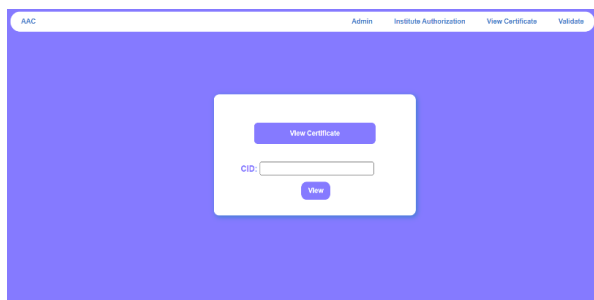 AAC Admin Institute Authorization View Certificate Validate
View Certificate
CID:
View